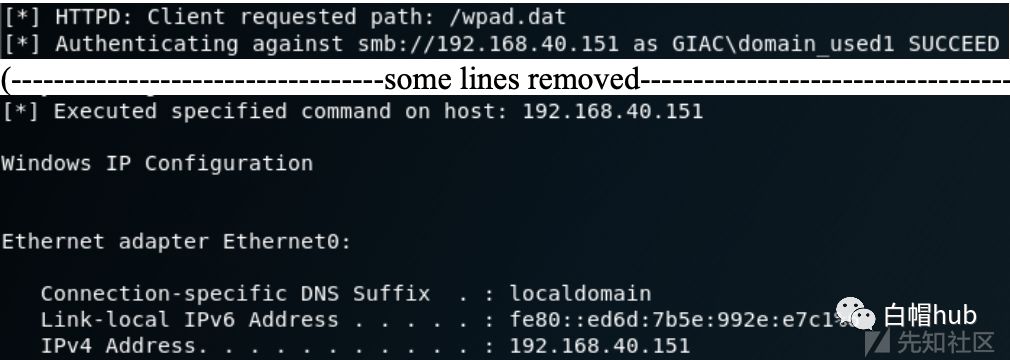 [*] HTTPD: Client requested path: /wpad.dat
[*] Authenticating against smb://192.168.40.151 as GIAC\domain_used1 SUCCEED
(-----------------------------------some lines removed-----------------------------------
[*] Executed specified command on host: 192.168.40.151
Windows IP Configuration
Ethernet adapter Ethernet0:
Connection-specific DNS Suffix . : localdomain
Link-local IPv6 Address . . . . . : fe80::ed6d:7b5e:992e:e7c1
IPv4 Address. . . . . . . . . . . : 192.168.40.151
白帽hub
先知社区